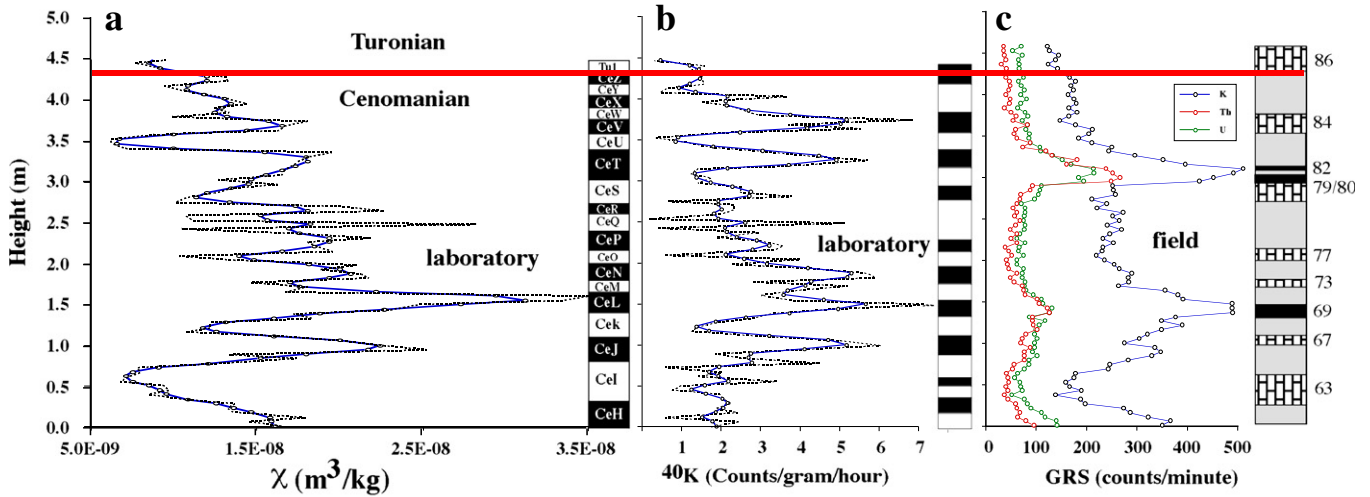 a
b
c
5.0
4.5
4.0
3.5
3.0
2.5
2.0
1.5
1.0
0.5
0.0
Height (m)
Turonian
Cenomanian
laboratory
Tu1
CeZ
CeY
CeX
CeW
CeV
CeU
CeT
CeS
CeR
CeQ
CeP
CeO
CeN
CeM
CeL
Cek
CeJ
CeI
CeH
5.0E-09
1.5E-08
2.5E-08
3.5E-08
χ (m³/kg)
laboratory
1 2 3 4 5 6 7
⁴⁰K (Counts/gram/hour)
K
Th
U
field
86
84
82
79/80
77
73
69
67
63
0 100 200 300 400 500
GRS (counts/minute)